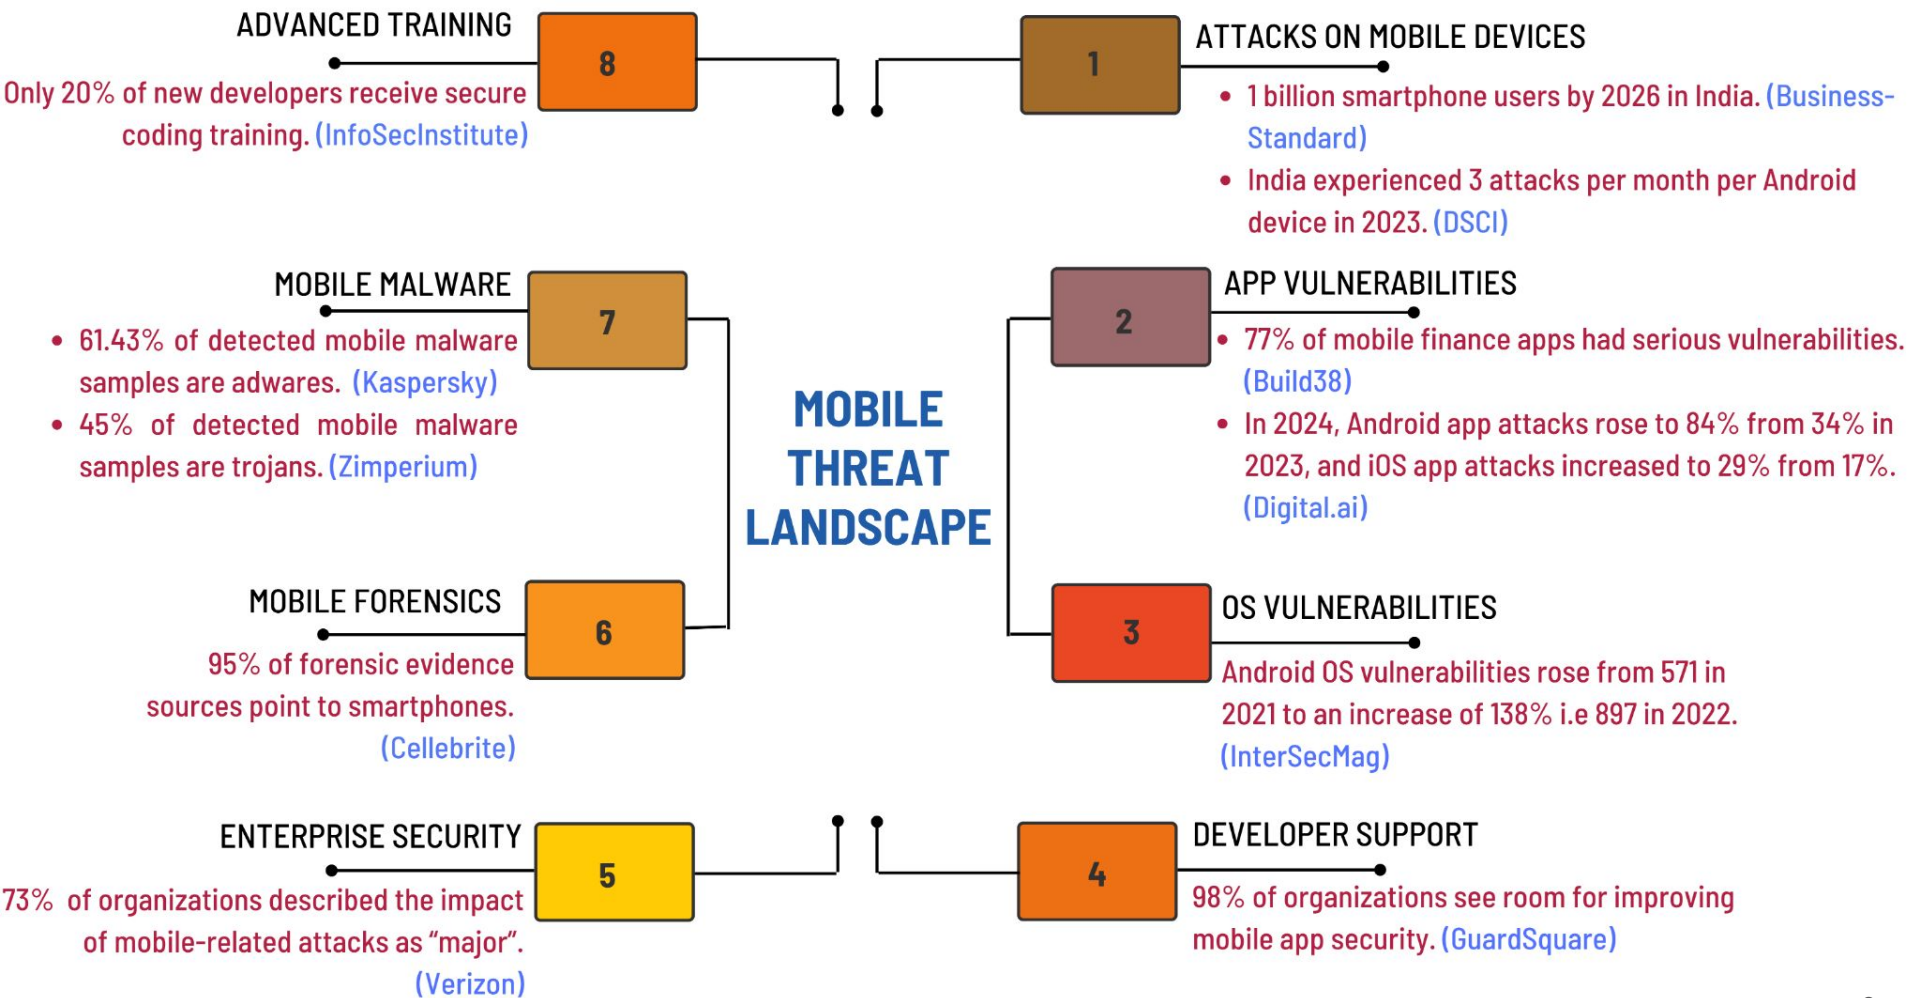 ADVANCED TRAINING
8
Only 20% of new developers receive secure
coding training. (InfoSecInstitute)
1
ATTACKS ON MOBILE DEVICES
• 1 billion smartphone users by 2026 in India. (Business-
Standard)
• India experienced 3 attacks per month per Android
device in 2023. (DSCI)
MOBILE MALWARE
7
• 61.43% of detected mobile malware
samples are adwares. (Kaspersky)
• 45% of detected mobile malware
samples are trojans. (Zimperium)
2
APP VULNERABILITIES
• 77% of mobile finance apps had serious vulnerabilities.
(Build38)
• In 2024, Android app attacks rose to 84% from 34% in
2023, and iOS app attacks increased to 29% from 17%.
(Digital.ai)
MOBILE
THREAT
LANDSCAPE
MOBILE FORENSICS
6
95% of forensic evidence
sources point to smartphones.
(Cellebrite)
3
OS VULNERABILITIES
Android OS vulnerabilities rose from 571 in
2021 to an increase of 138% i.e 897 in 2022.
(InterSecMag)
ENTERPRISE SECURITY
5
73% of organizations described the impact
of mobile-related attacks as “major”.
(Verizon)
4
DEVELOPER SUPPORT
98% of organizations see room for improving
mobile app security. (GuardSquare)